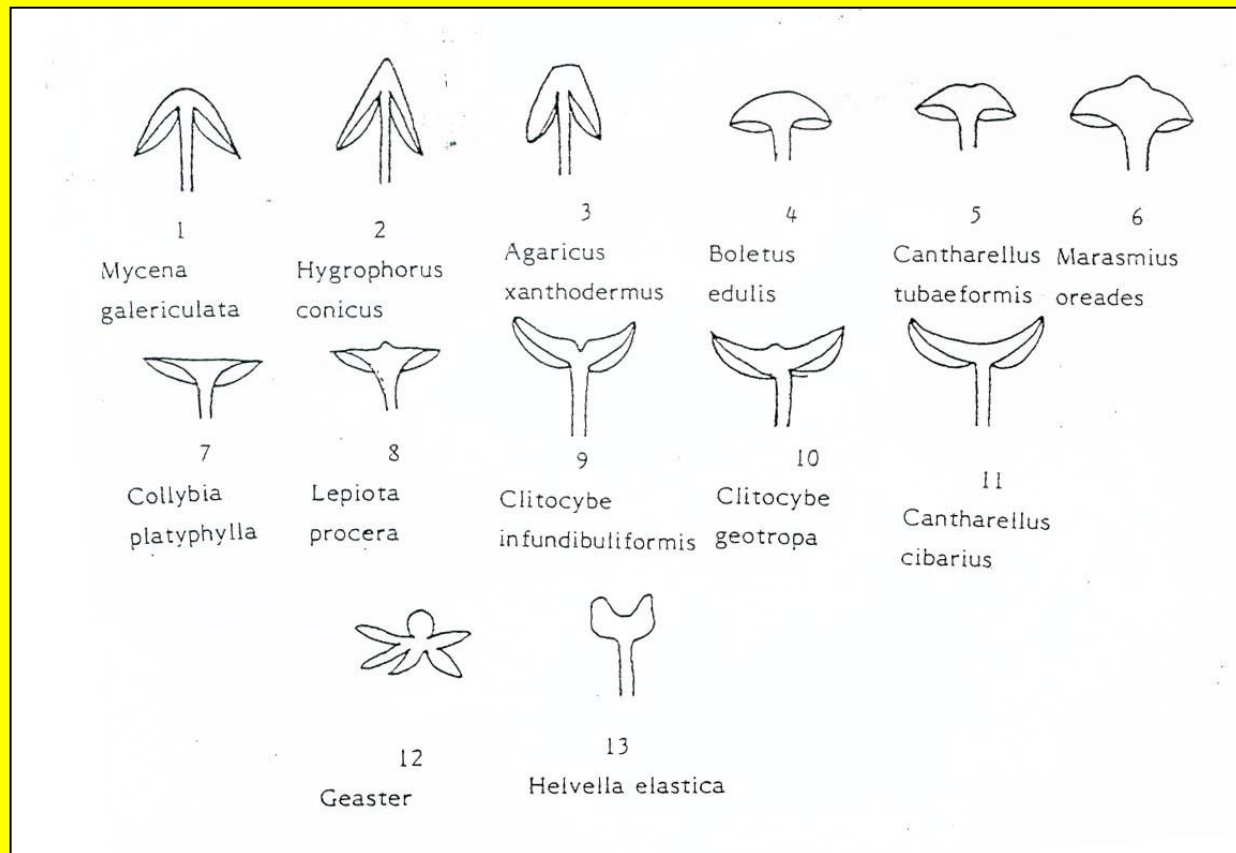 1
Mycena
galericulata
2
Hygrophorus
conicus
3
Agaricus
xanthodermus
4
Boletus
edulis
5
Cantharellus
tubaeformis
6
Marasmius
oreades
7
Collybia
platyphylla
8
Lepiota
procera
9
Clitocybe
infundibuliformis
10
Clitocybe
geotropa
11
Cantharellus
cibarius
12
Geaster
13
Helvella elastica